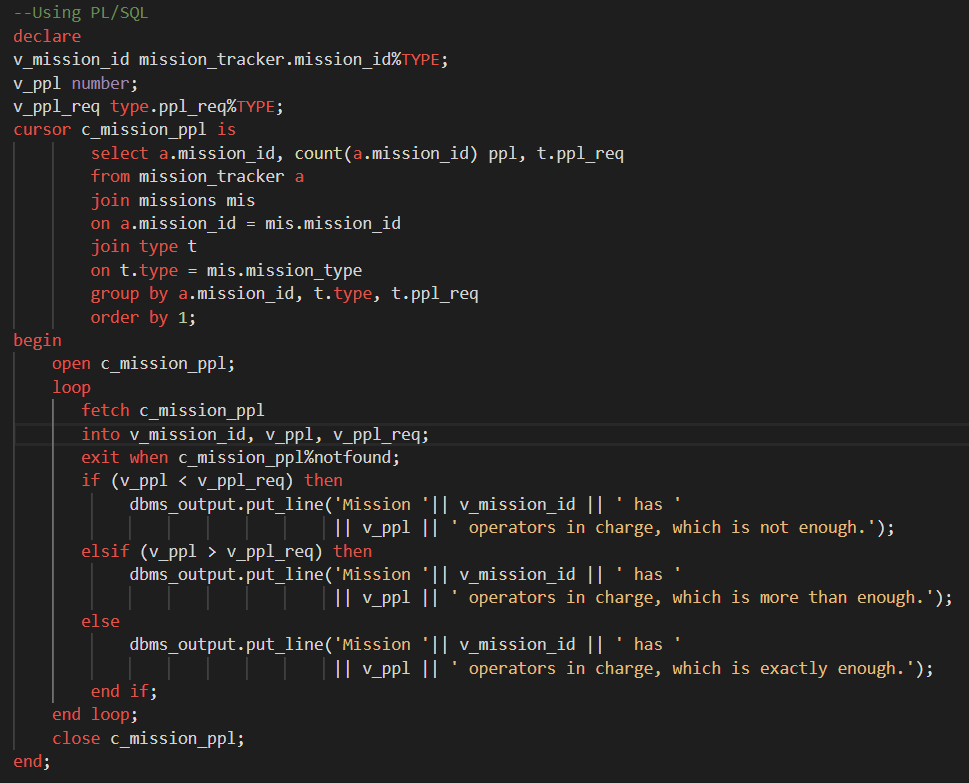 --Using PL/SQL
declare
v_mission_id mission_tracker.mission_id%TYPE;
v_ppl number;
v_ppl_req type.ppl_req%TYPE;
cursor c_mission_ppl is
select a.mission_id, count(a.mission_id) ppl, t.ppl_req
from mission_tracker a
join missions mis
on a.mission_id = mis.mission_id
join type t
on t.type = mis.mission_type
group by a.mission_id, t.type, t.ppl_req
order by 1;
begin
open c_mission_ppl;
loop
fetch c_mission_ppl
into v_mission_id, v_ppl, v_ppl_req;
exit when c_mission_ppl%notfound;
if (v_ppl < v_ppl_req) then
dbms_output.put_line('Mission '|| v_mission_id || ' has '
|| v_ppl || ' operators in charge, which is not enough.');
elsif (v_ppl > v_ppl_req) then
dbms_output.put_line('Mission '|| v_mission_id || ' has '
|| v_ppl || ' operators in charge, which is more than enough.');
else
dbms_output.put_line('Mission '|| v_mission_id || ' has '
|| v_ppl || ' operators in charge, which is exactly enough.');
end if;
end loop;
close c_mission_ppl;
end;